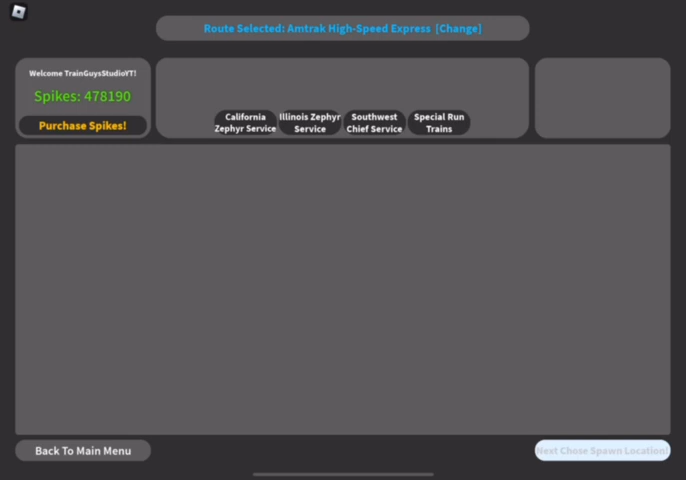 Route Selected: Amtrak High-Speed Express [Change]
Welcome TrainGuysStudioYT!
Spikes: 478190
Purchase Spikes!
California
Zephyr Service
Illinois Zephyr
Service
Southwest
Chief Service
Special Run
Trains
Back To Main Menu
Next Chose Spawn Location!